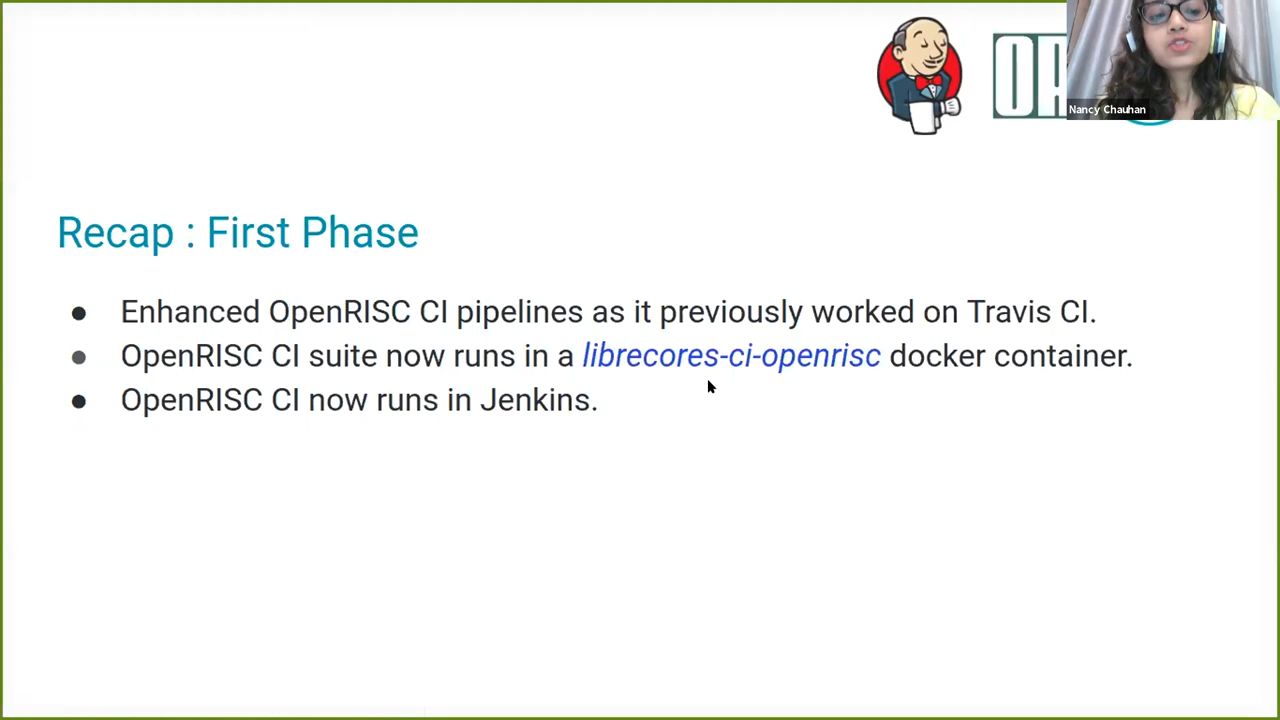 Nancy Chauhan
Recap : First Phase
● Enhanced OpenRISC CI pipelines as it previously worked on Travis CI.
● OpenRISC CI suite now runs in a librecores-ci-openrisc docker container.
● OpenRISC CI now runs in Jenkins.